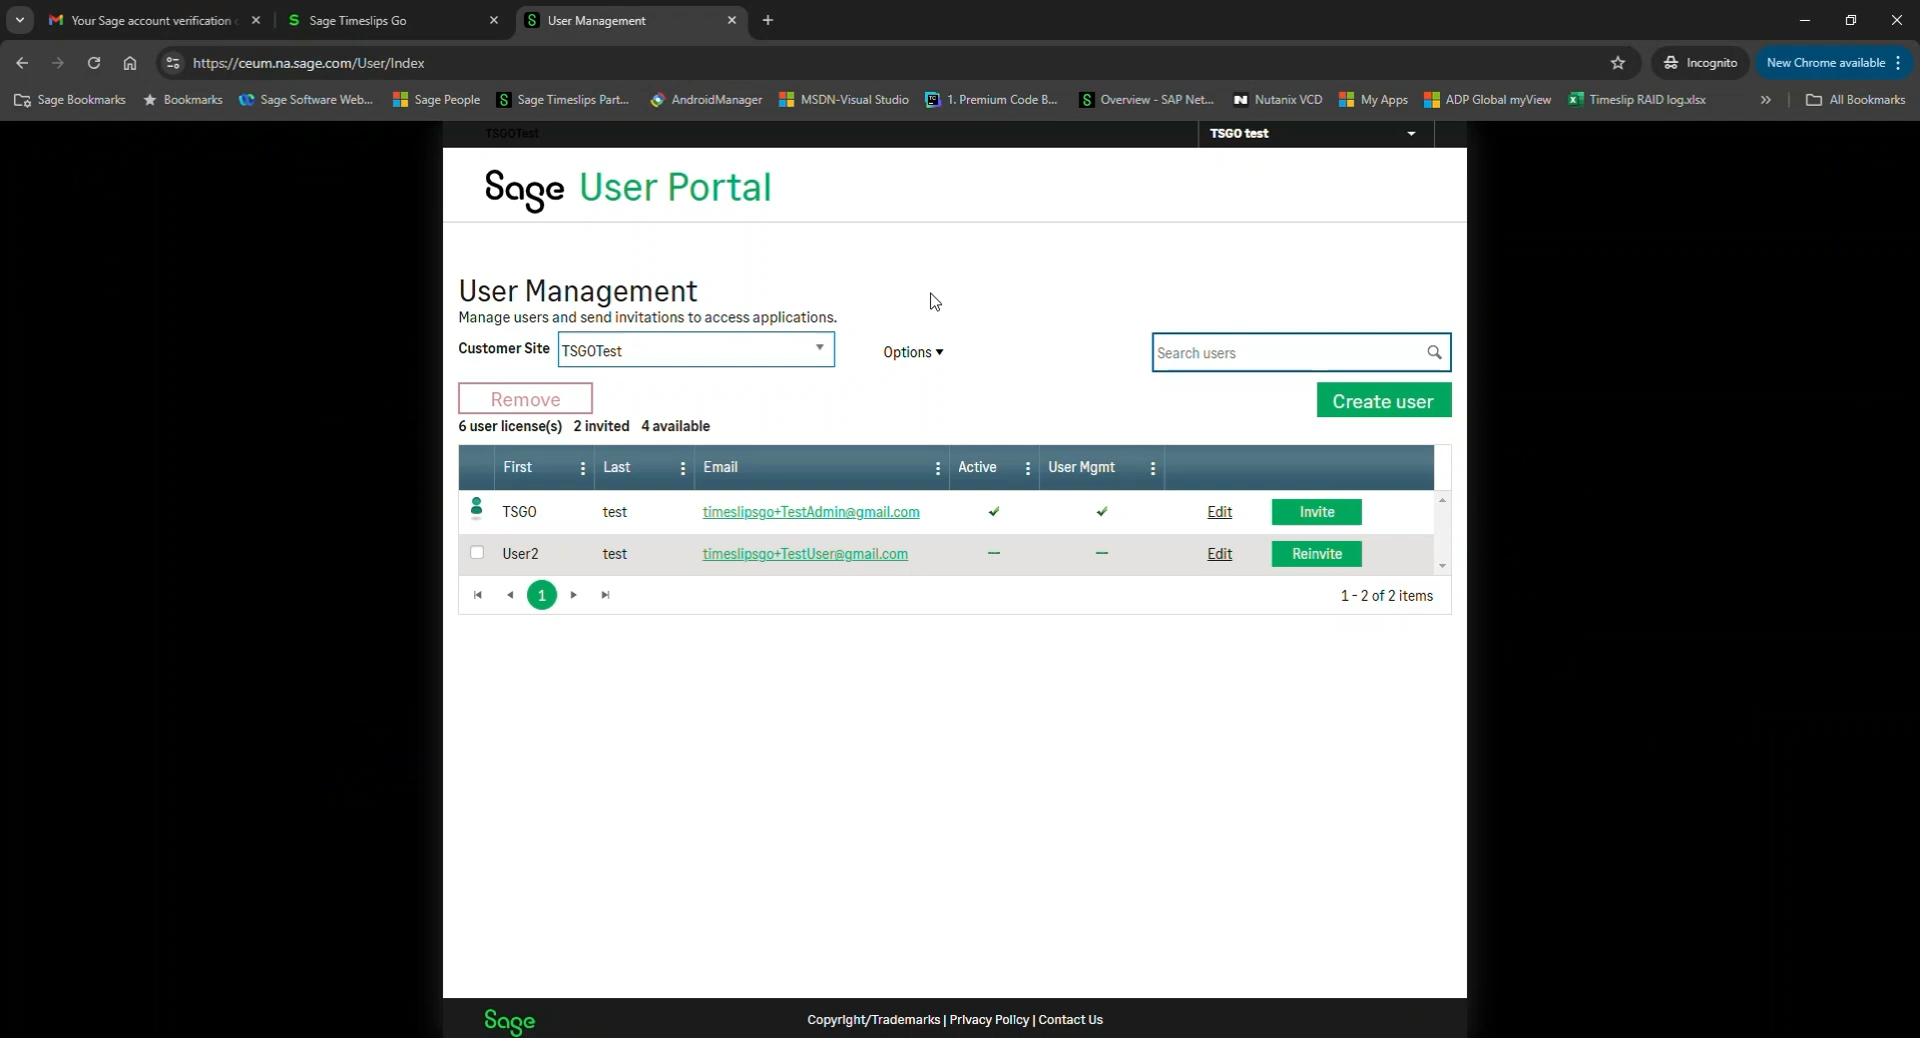 Your Sage account verification
Sage Timeslips Go
User Management
https://ceum.na.sage.com/User/Index
Incognito
New Chrome available
Sage Bookmarks
Bookmarks
Sage Software Web...
Sage People
Sage Timeslips Part...
AndroidManager
MSDN-Visual Studio
1. Premium Code B...
Overview - SAP Net...
Nutanix VCD
My Apps
ADP Global myView
Timeslip RAID log.xlsx
»
All Bookmarks
TSGOTest
TSGO test
Sage User Portal
User Management
Manage users and send invitations to access applications.
Customer Site TSGOTest
Options
Search users
Remove
Create user
6 user license(s) 2 invited 4 available
First Last Email Active User Mgmt
TSGO test timeslipsgo+TestAdmin@gmail.com Edit Invite
User2 test timeslipsgo+TestUser@gmail.com Edit Reinvite
1
1 - 2 of 2 items
Sage
Copyright/Trademarks | Privacy Policy | Contact Us